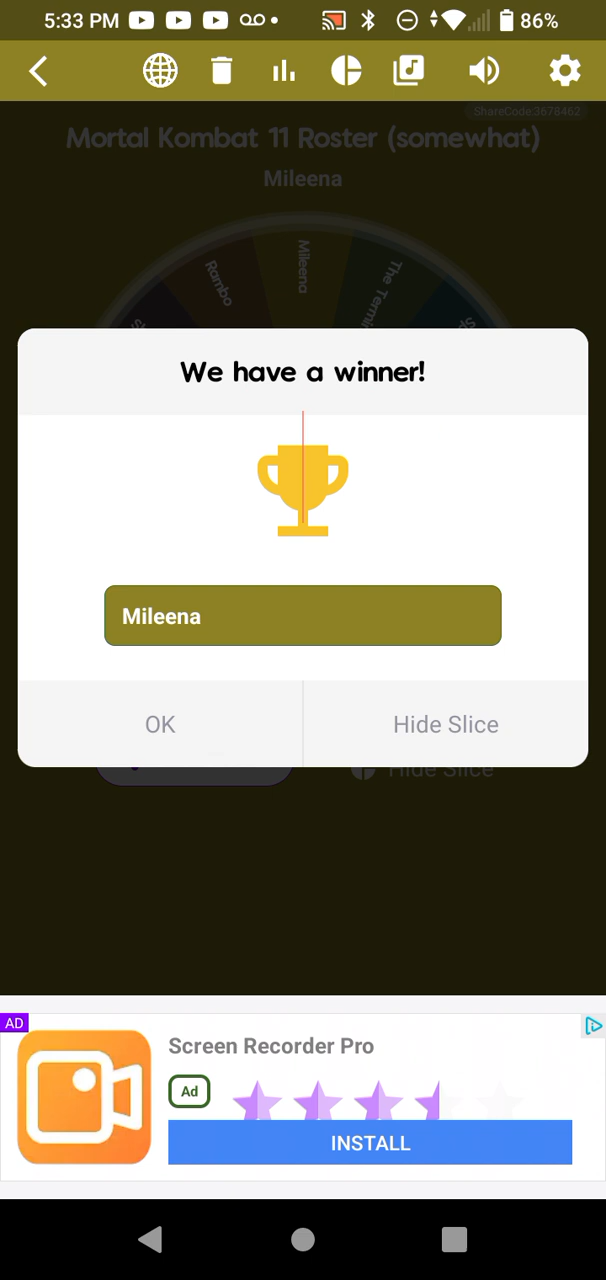 5:33 PM 86%
ShareCode:3678462
Mortal Kombat 11 Roster (somewhat)
Mileena
Rambo
Mileena
We have a winner!
Mileena
OK Hide Slice
Hide Slice
AD
Screen Recorder Pro
Ad
INSTALL